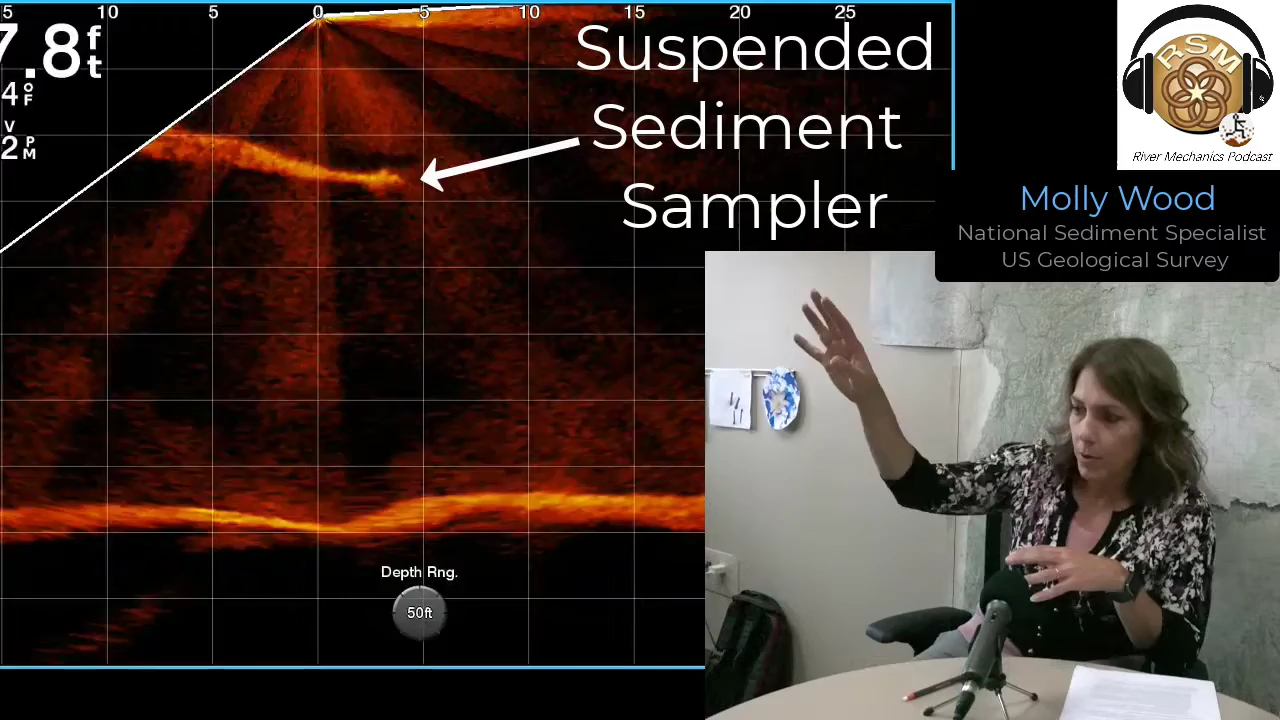 5 10 5 0 5 10 15 20 25
7.8 ft
4 °F
V
2 PM
Suspended
Sediment
Sampler
RSM
River Mechanics Podcast
Molly Wood
National Sediment Specialist
US Geological Survey
Depth Rng.
50ft